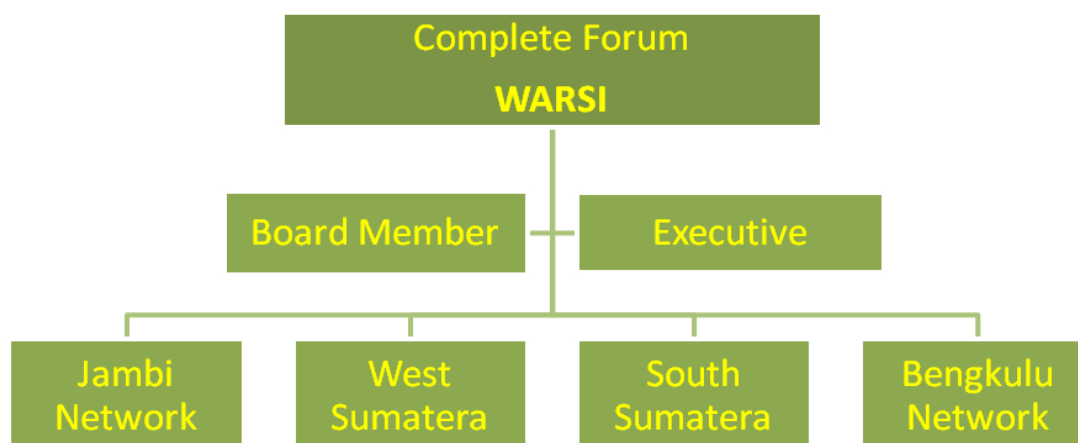 Complete Forum
WARSI
Board Member
Executive
Jambi
Network
West
Sumatera
South
Sumatera
Bengkulu
Network